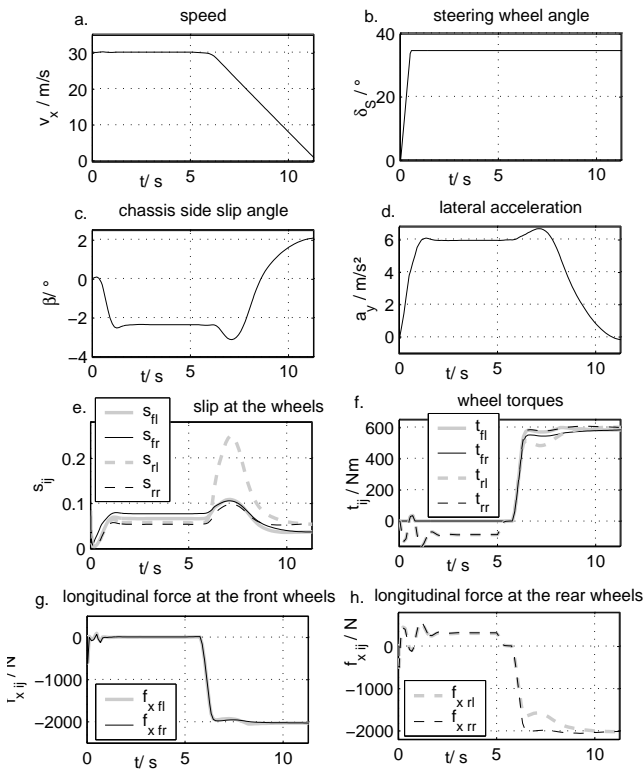 a. speed
v_x / m/s
30
20
10
0
0 5 10
t/ s
b. steering wheel angle
δ_S / °
40
20
0
0 5 10
t/ s
c. chassis side slip angle
β/ °
2
0
−2
−4
0 5 10
t/ s
d. lateral acceleration
a_y / m/s²
6
4
2
0
0 5 10
t/ s
e. slip at the wheels
s_fl
s_fr
s_rl
s_rr
s_ij
0.2
0.1
0
0 5 10
t/ s
f. wheel torques
t_fl
t_fr
t_rl
t_rr
t_ij / Nm
600
400
200
0
0 5 10
t/ s
g. longitudinal force at the front wheels
f_x ij / N
0
−1000
−2000
f_x fl
f_x fr
0 5 10
t/ s
h. longitudinal force at the rear wheels
f_x ij / N
0
−1000
−2000
f_x rl
f_x rr
0 5 10
t/ s